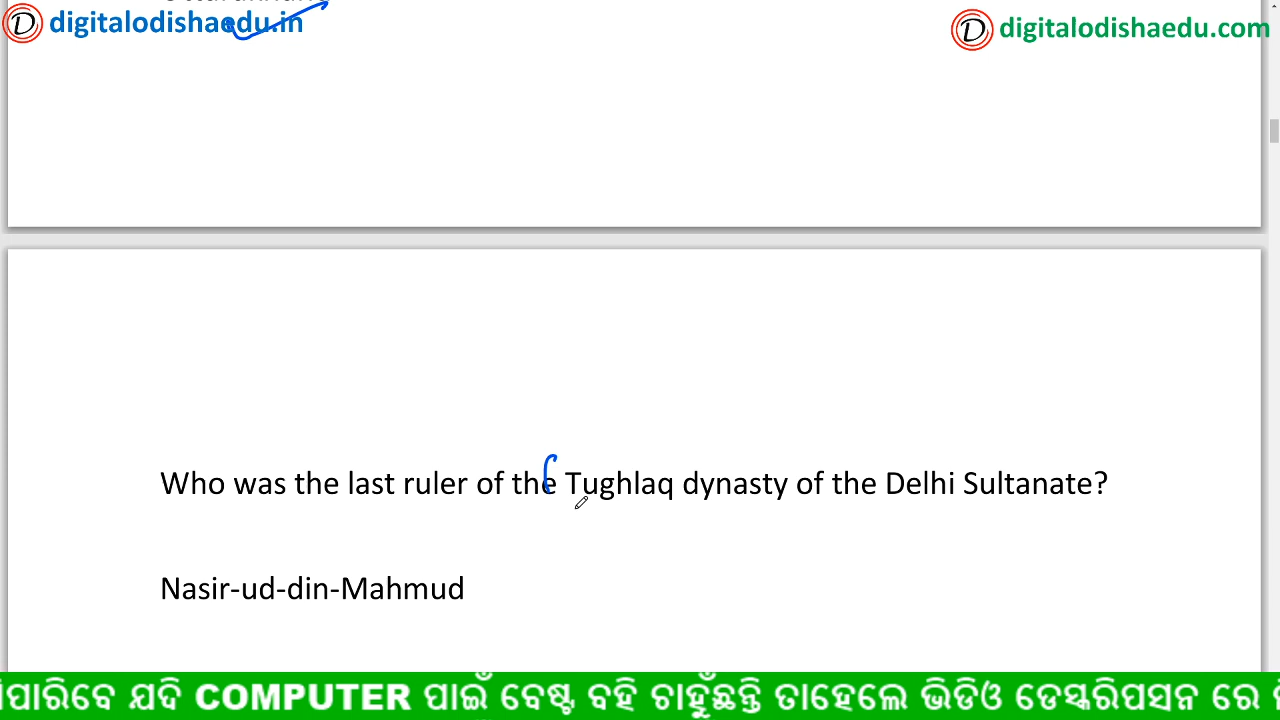 digitalodishaedu.in
digitalodishaedu.com
Who was the last ruler of the Tughlaq dynasty of the Delhi Sultanate?
Nasir-ud-din-Mahmud
ପାରିବେ ଯଦି COMPUTER ପାଇଁ ବେଷ୍ଟ ବହି ଚାହୁଁଛନ୍ତି ତାହେଲେ ଭିଡିଓ ଡେସ୍କରିପସନ ରେ